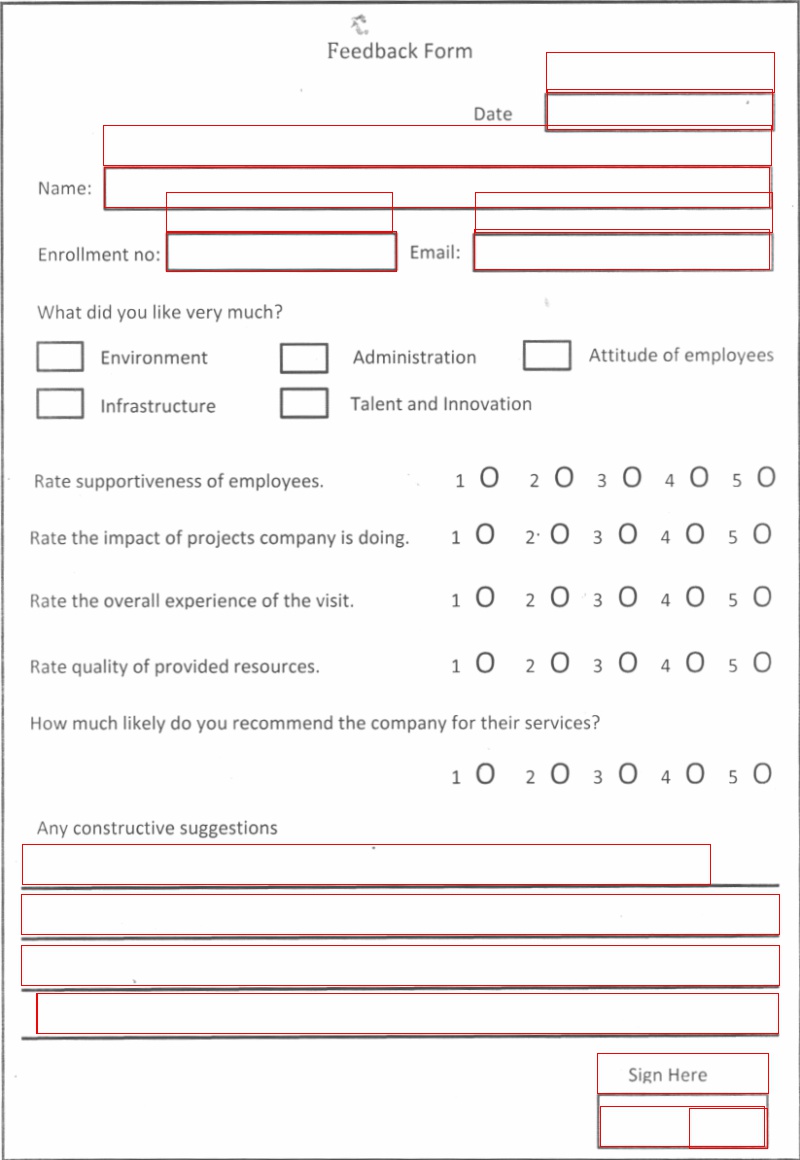 Feedback Form
Date
Name:
Enrollment no:
Email:
What did you like very much?
Environment
Administration
Attitude of employees
Infrastructure
Talent and Innovation
Rate supportiveness of employees. 1 O 2 O 3 O 4 O 5 O
Rate the impact of projects company is doing. 1 O 2 O 3 O 4 O 5 O
Rate the overall experience of the visit. 1 O 2 O 3 O 4 O 5 O
Rate quality of provided resources. 1 O 2 O 3 O 4 O 5 O
How much likely do you recommend the company for their services?
1 O 2 O 3 O 4 O 5 O
Any constructive suggestions
Sign Here